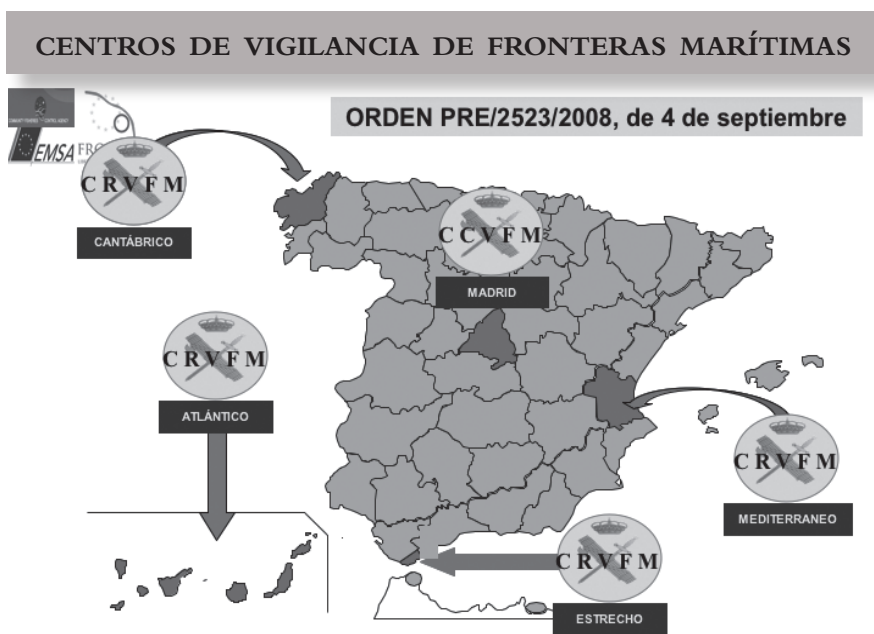 CENTROS DE VIGILANCIA DE FRONTERAS MARÍTIMAS
ORDEN PRE/2523/2008, de 4 de septiembre
EMSA
CRVFM
CANTÁBRICO
CCVFM
MADRID
CRVFM
ATLÁNTICO
CRVFM
MEDITERRANEO
CRVFM
ESTRECHO